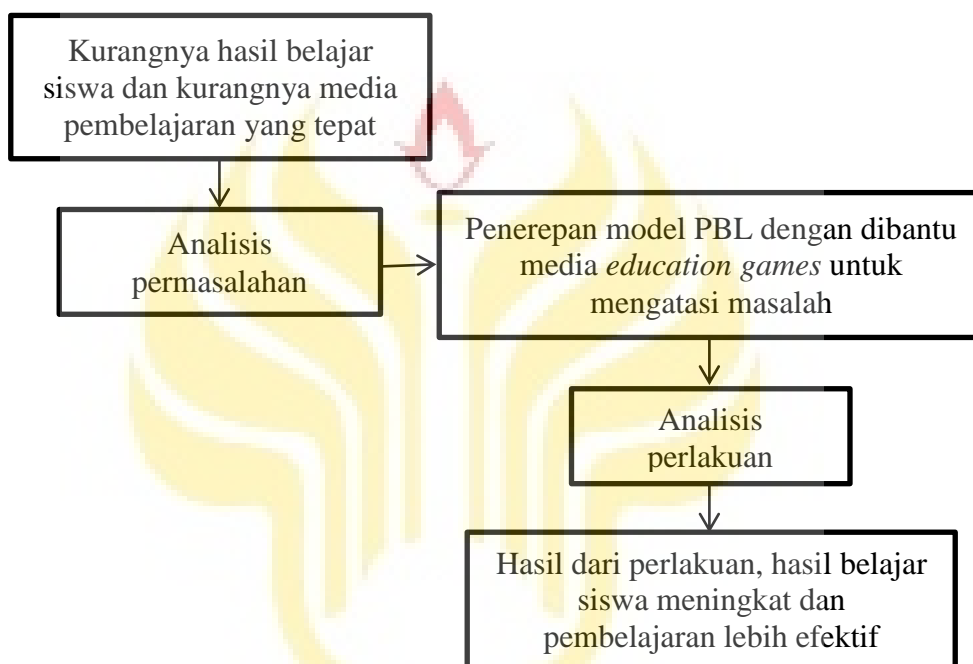 Kurangnya hasil belajar
siswa dan kurangnya media
pembelajaran yang tepat
Analisis
permasalahan
Penerepan model PBL dengan dibantu
media education games untuk
mengatasi masalah
Analisis
perlakuan
Hasil dari perlakuan, hasil belajar
siswa meningkat dan
pembelajaran lebih efektif